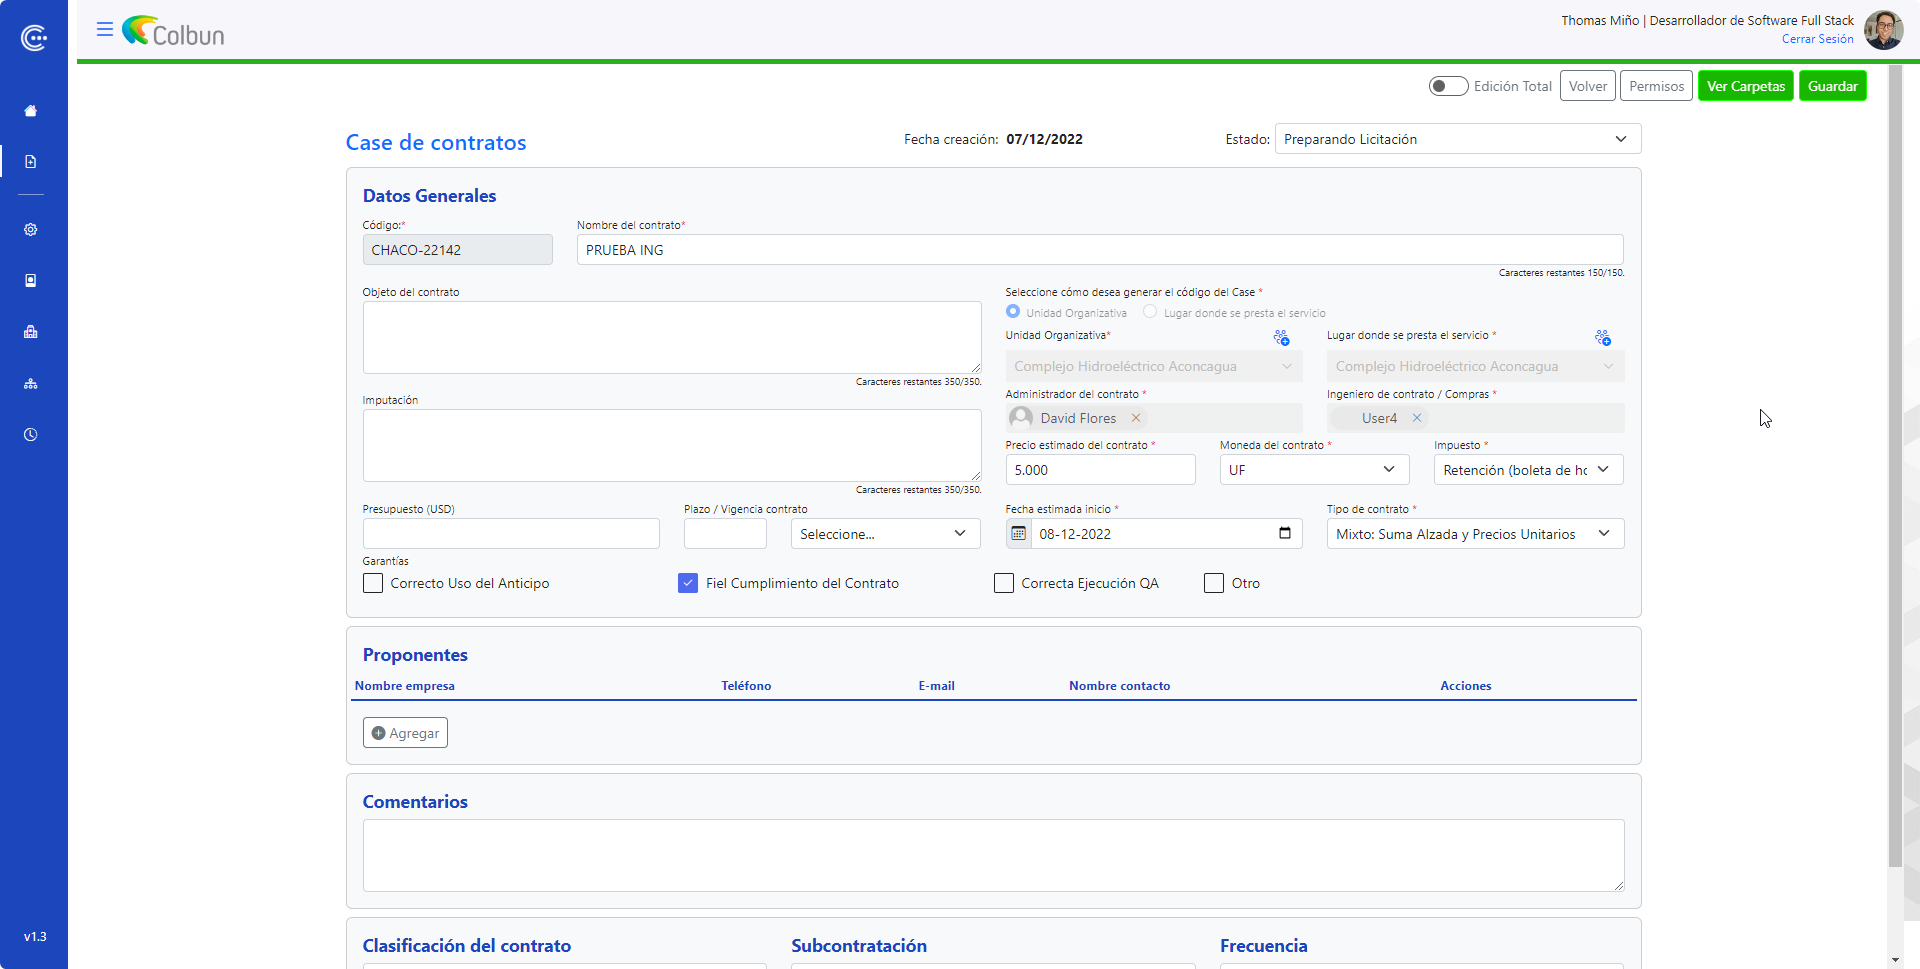 Colbun
Thomas Miño | Desarrollador de Software Full Stack
Cerrar Sesión
Edición Total
Volver
Permisos
Ver Carpetas
Guardar
Case de contratos
Fecha creación: 07/12/2022
Estado: Preparando Licitación
Datos Generales
Código:*
Nombre del contrato*
CHACO-22142
PRUEBA ING
Caracteres restantes 150/150.
Objeto del contrato
Caracteres restantes 350/350.
Imputación
Caracteres restantes 350/350.
Seleccione cómo desea generar el código del Case *
Unidad Organizativa
Lugar donde se presta el servicio
Unidad Organizativa*
Lugar donde se presta el servicio *
Complejo Hidroeléctrico Aconcagua
Complejo Hidroeléctrico Aconcagua
Administrador del contrato *
Ingeniero de contrato / Compras *
David Flores
User4
Precio estimado del contrato *
Moneda del contrato *
Impuesto *
5.000
UF
Retención (boleta de hc
Presupuesto (USD)
Plazo / Vigencia contrato
Seleccione...
Fecha estimada inicio *
Tipo de contrato *
08-12-2022
Mixto: Suma Alzada y Precios Unitarios
Garantías
Correcto Uso del Anticipo
Fiel Cumplimiento del Contrato
Correcta Ejecución QA
Otro
Proponentes
Nombre empresa
Teléfono
E-mail
Nombre contacto
Acciones
Agregar
Comentarios
Clasificación del contrato
Subcontratación
Frecuencia
v1.3